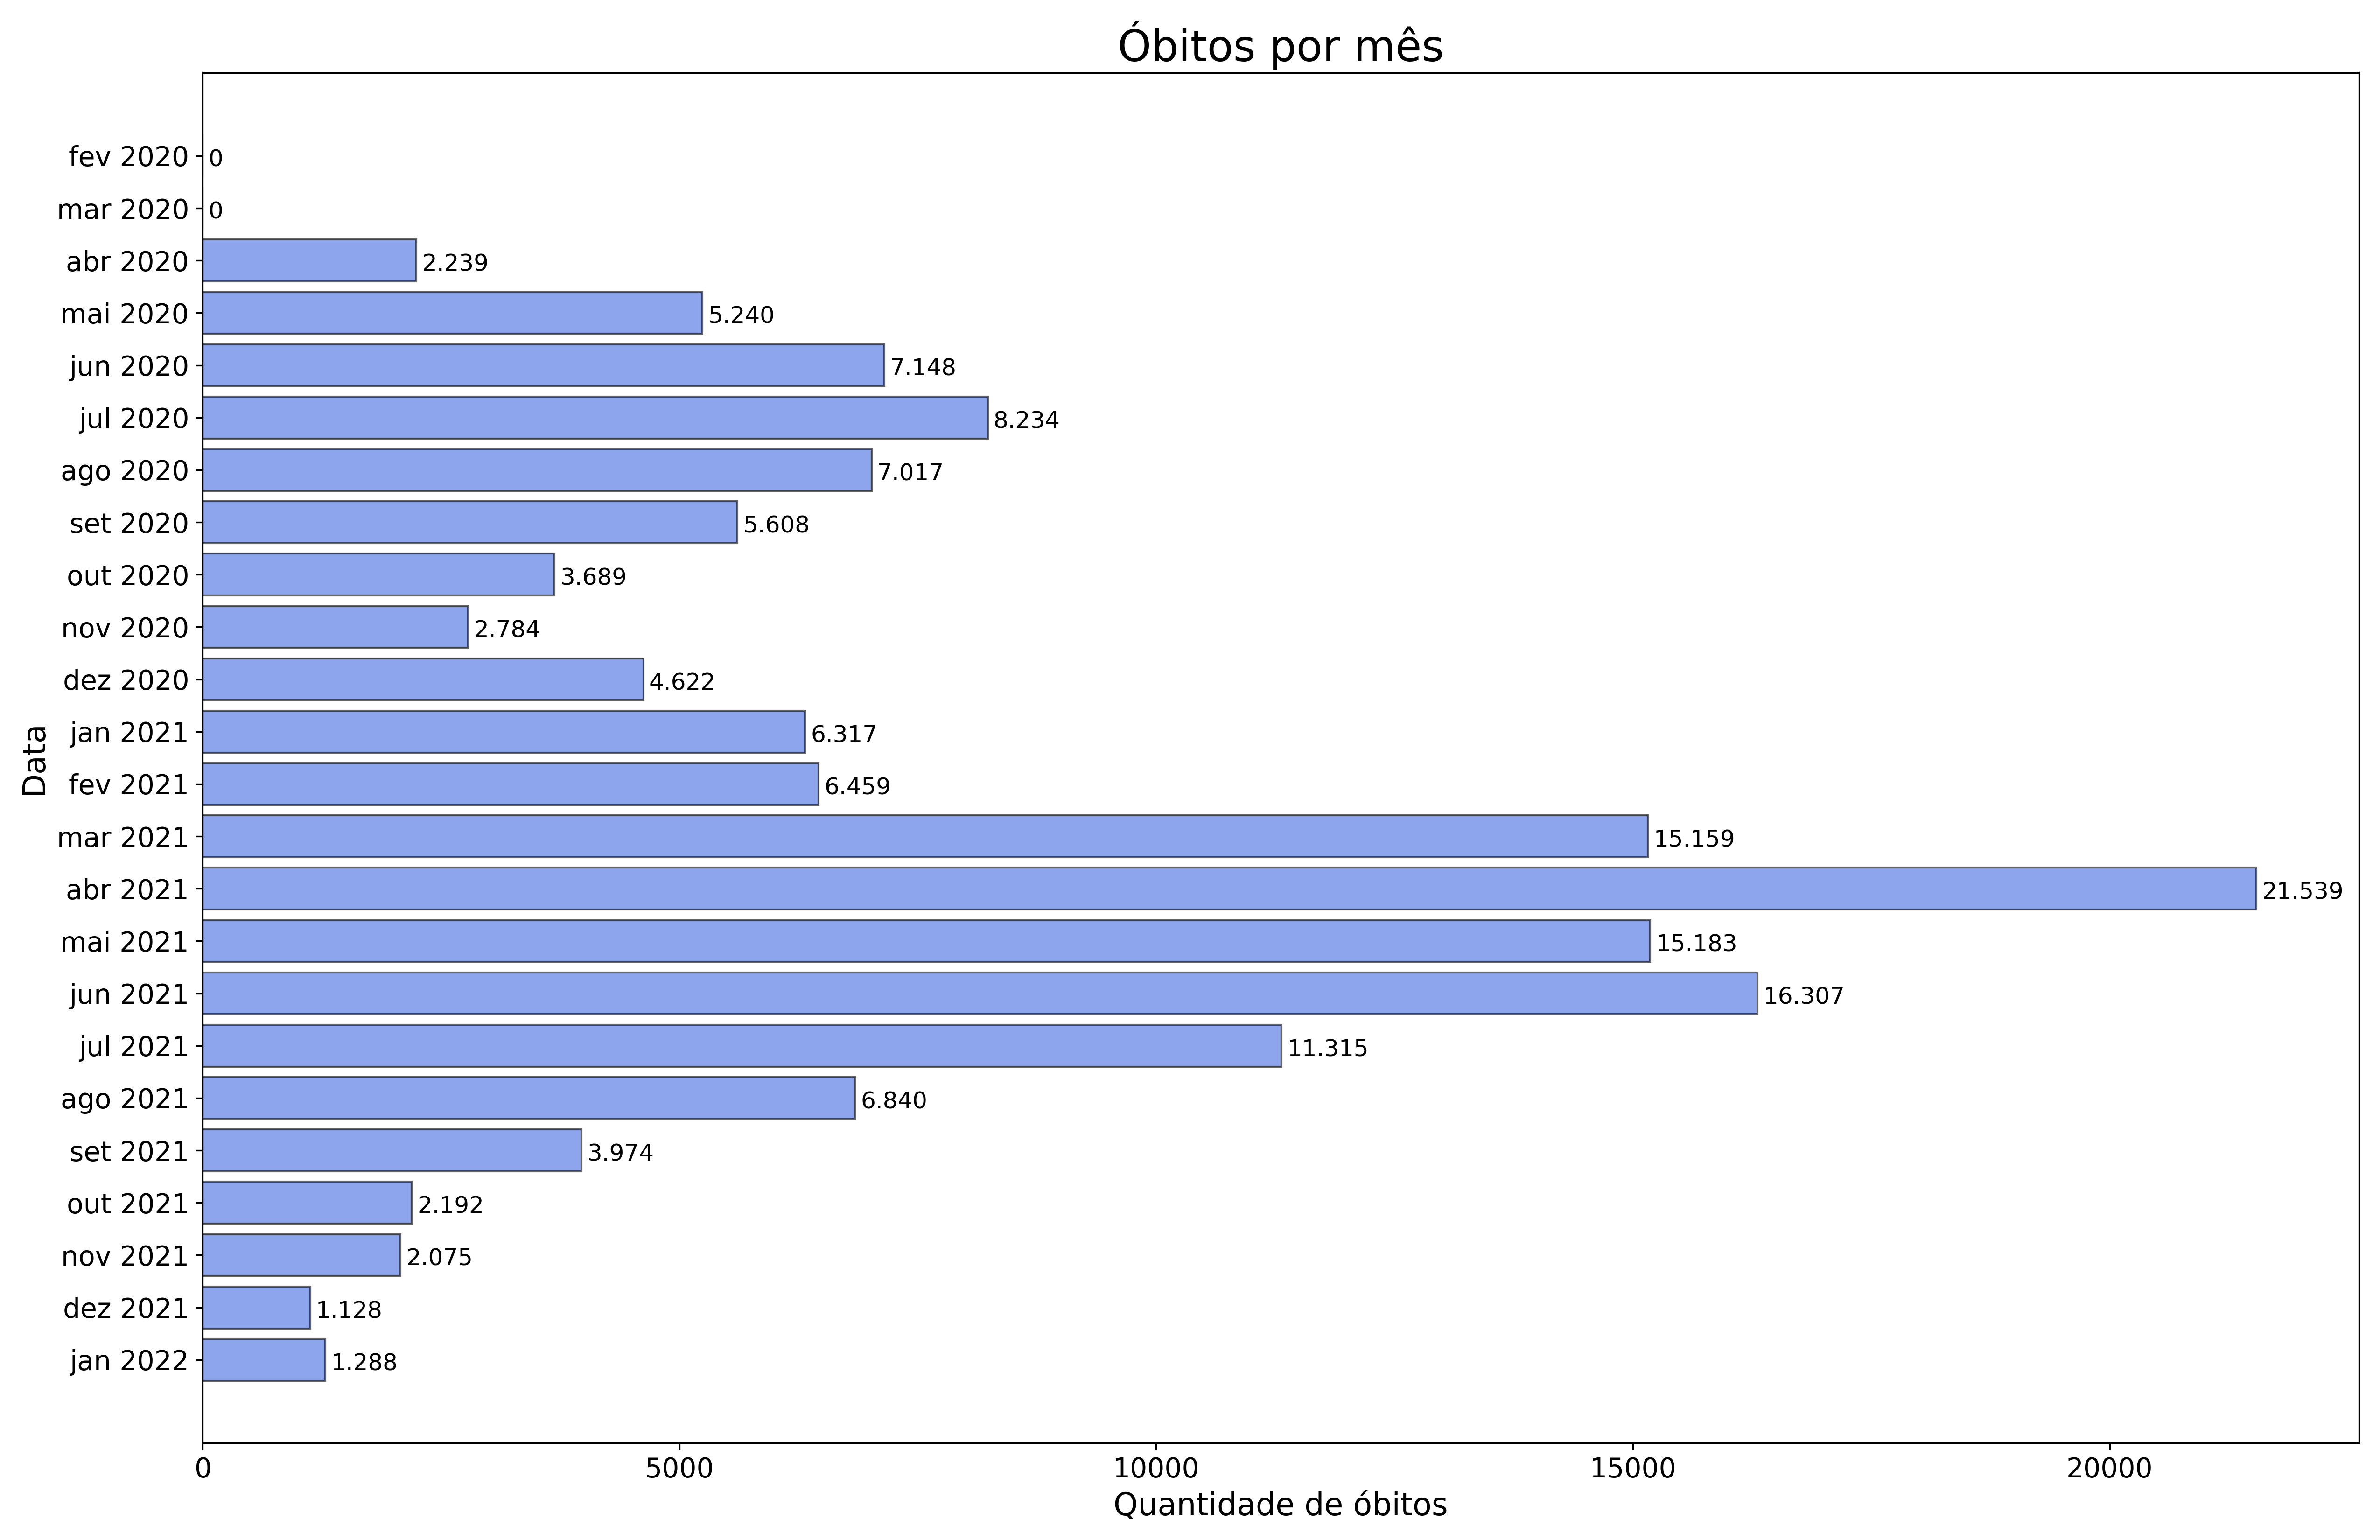 Óbitos por mês
fev 2020 0
mar 2020 0
abr 2020 2.239
mai 2020 5.240
jun 2020 7.148
jul 2020 8.234
ago 2020 7.017
set 2020 5.608
out 2020 3.689
nov 2020 2.784
dez 2020 4.622
jan 2021 6.317
Data
fev 2021 6.459
mar 2021 15.159
abr 2021 21.539
mai 2021 15.183
jun 2021 16.307
jul 2021 11.315
ago 2021 6.840
set 2021 3.974
out 2021 2.192
nov 2021 2.075
dez 2021 1.128
jan 2022 1.288
0 5000 10000 15000 20000
Quantidade de óbitos